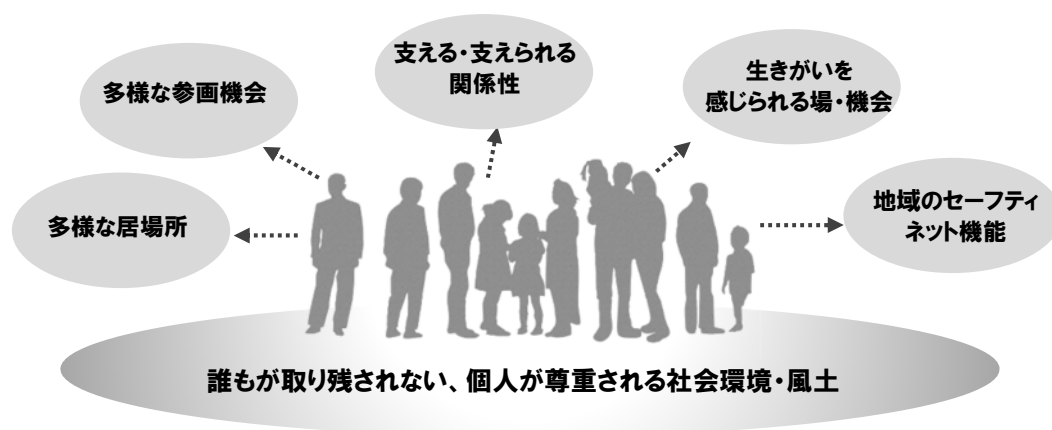 支える・支えられる
関係性
生きがいを
感じられる場・機会
多様な参画機会
地域のセーフティ
ネット機能
多様な居場所
誰もが取り残されない、個人が尊重される社会環境・風土